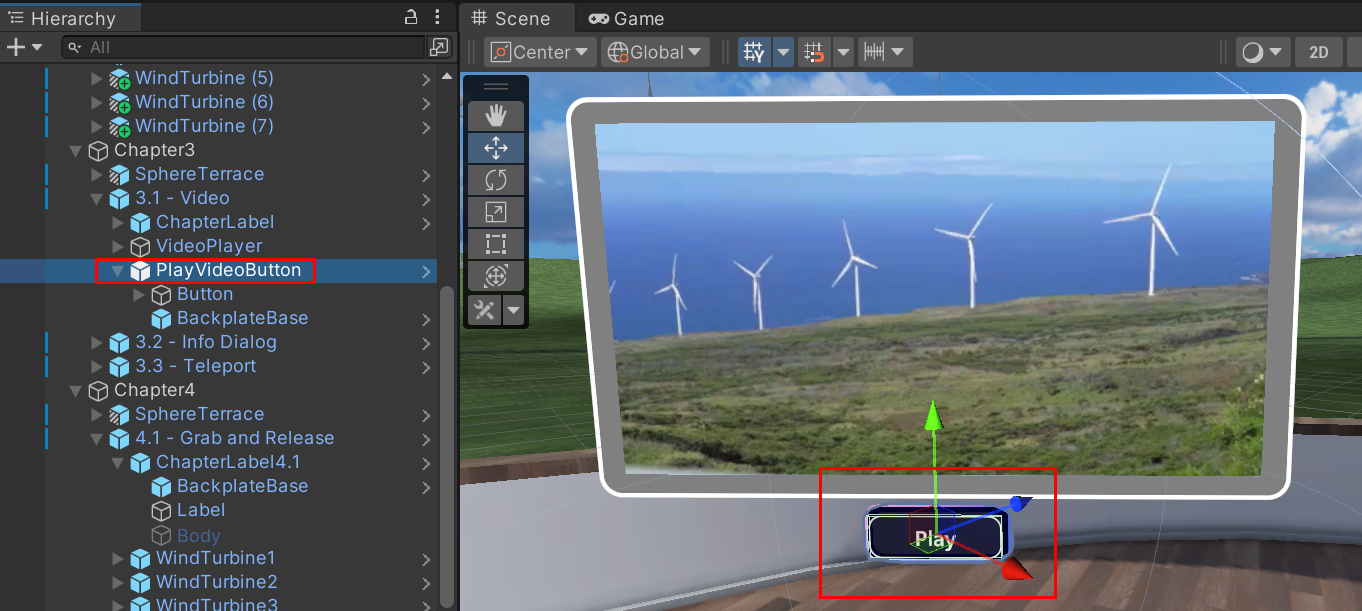 Hierarchy
All
WindTurbine (5)
WindTurbine (6)
WindTurbine (7)
Chapter3
SphereTerrace
3.1 - Video
ChapterLabel
VideoPlayer
PlayVideoButton
Button
BackplateBase
3.2 - Info Dialog
3.3 - Teleport
Chapter4
SphereTerrace
4.1 - Grab and Release
ChapterLabel4.1
BackplateBase
Label
Body
WindTurbine1
WindTurbine2
WindTurbine3
Scene
Game
Center
Global
2D
Play